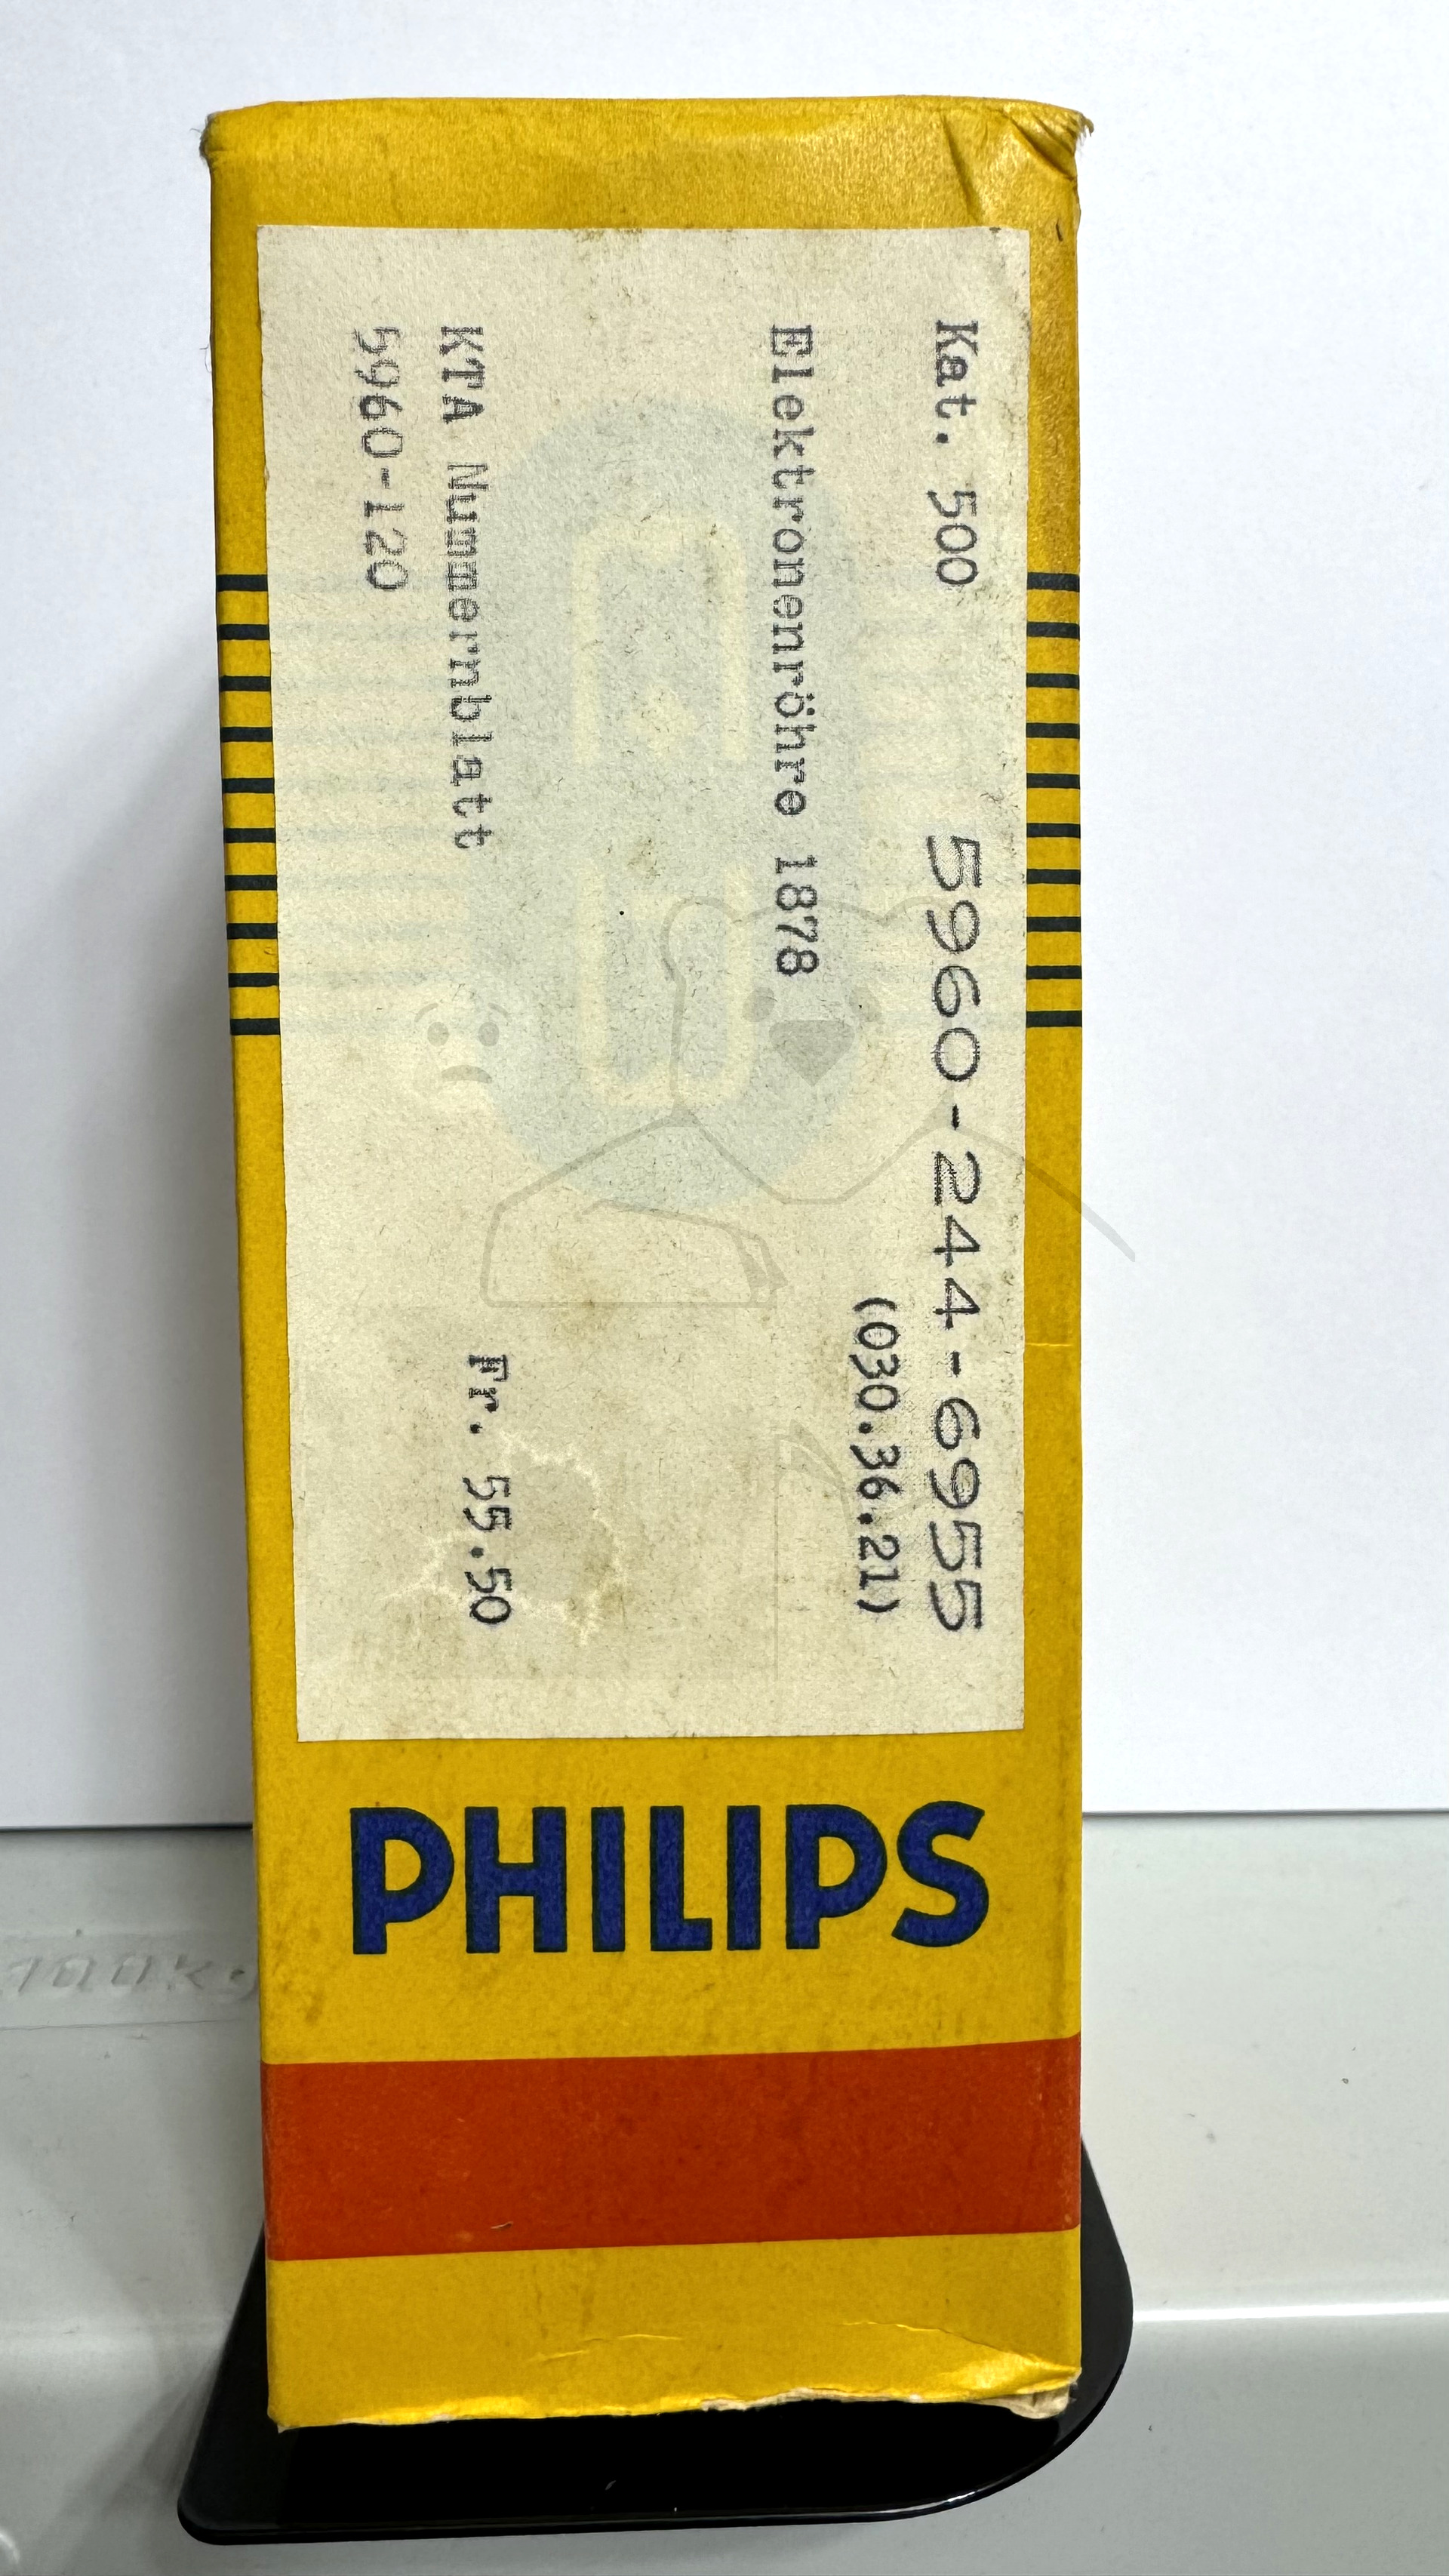 Kat. 500 5960-244-6955
(030.36.21)
Elektronenröhre 1878
KTA Nummernblatt Fr. 55.50
5960-120
PHILIPS